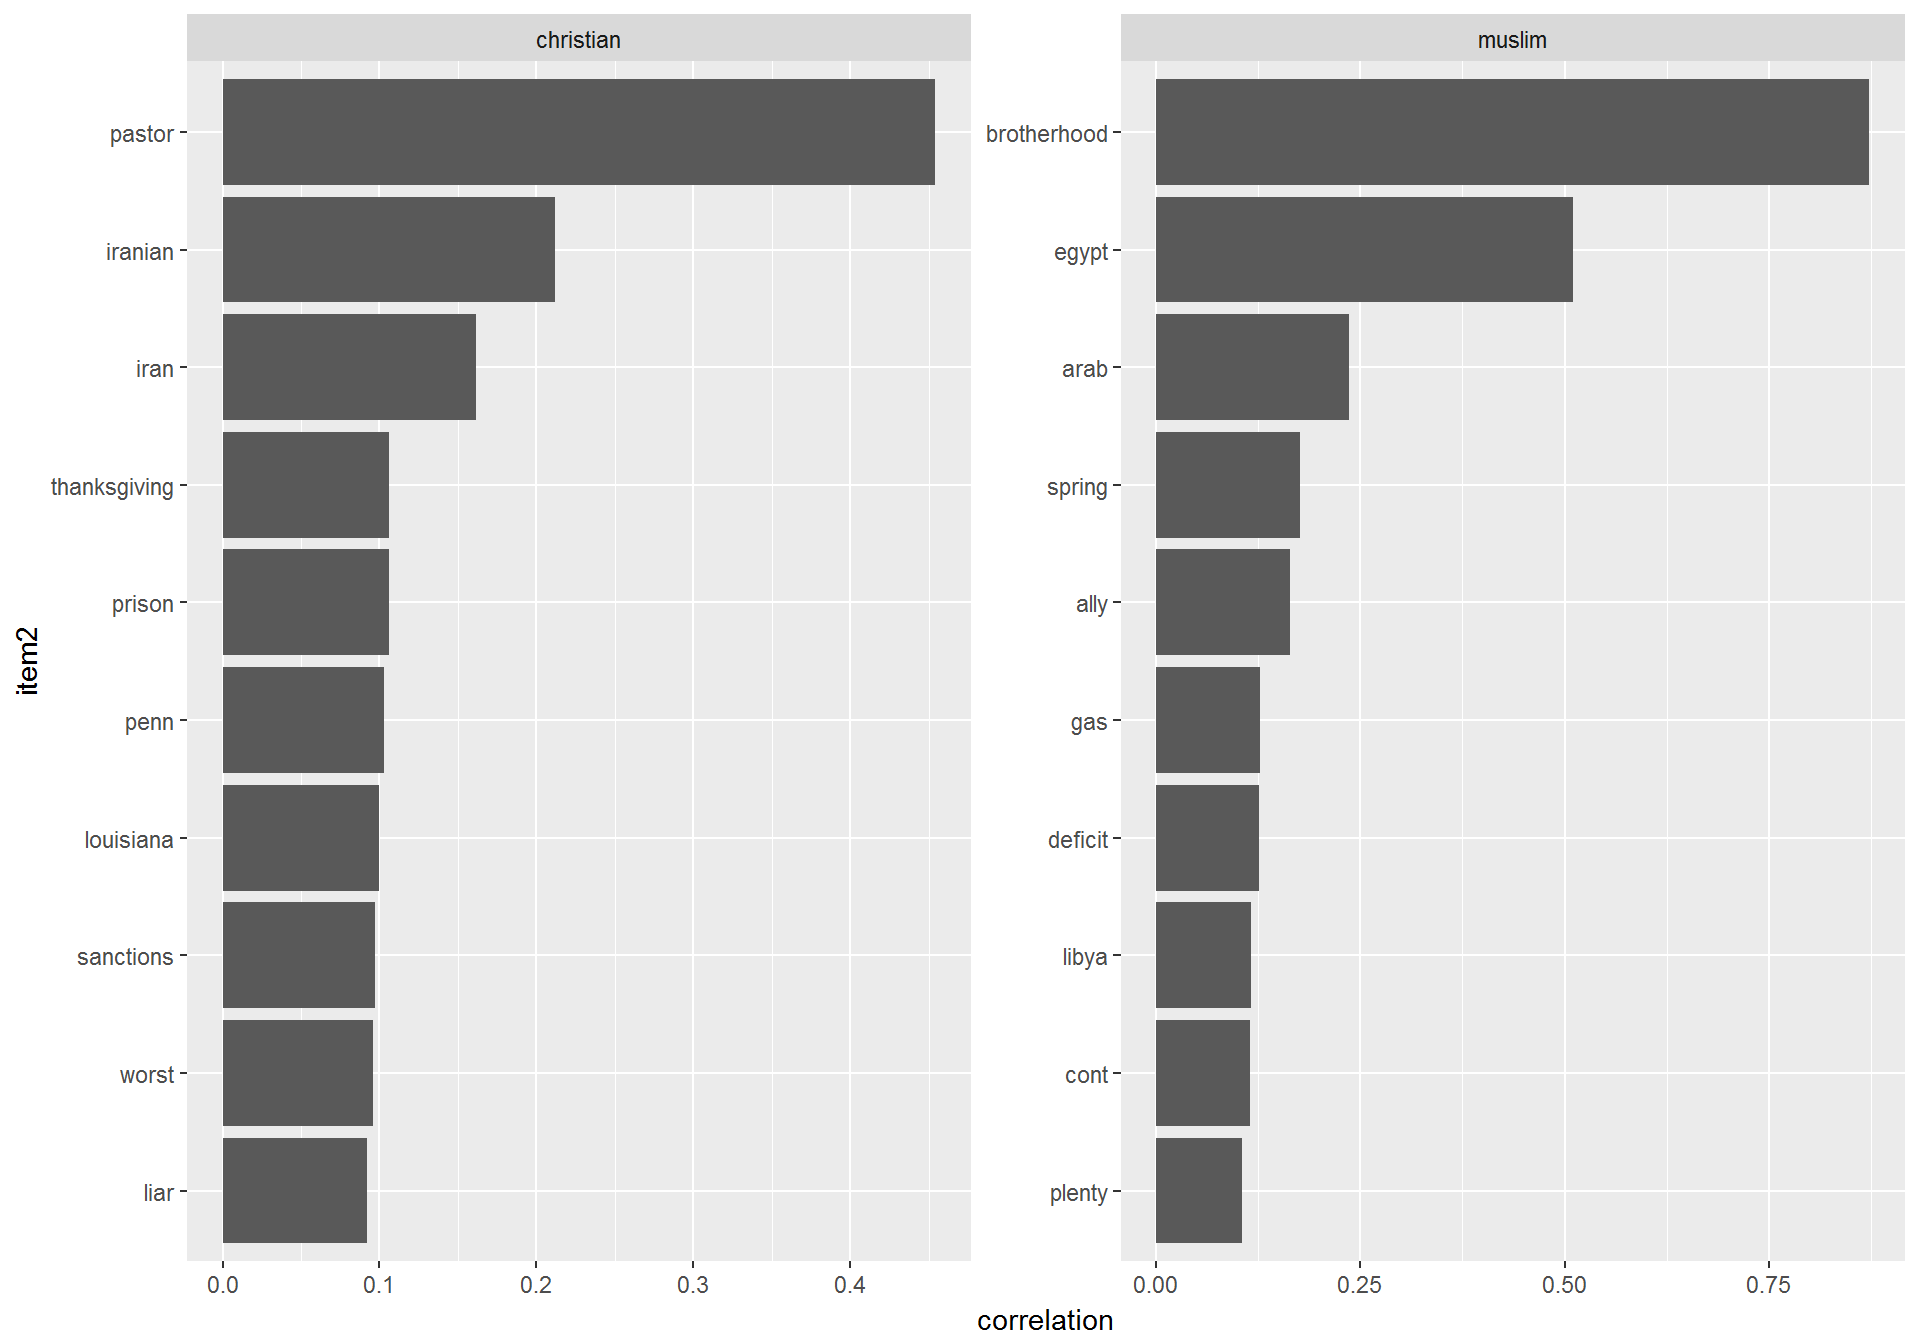 christian
muslim
item2
pastor
iranian
iran
thanksgiving
prison
penn
louisiana
sanctions
worst
liar
0.0 0.1 0.2 0.3 0.4
brotherhood
egypt
arab
spring
ally
gas
deficit
libya
cont
plenty
0.00 0.25 0.50 0.75
correlation